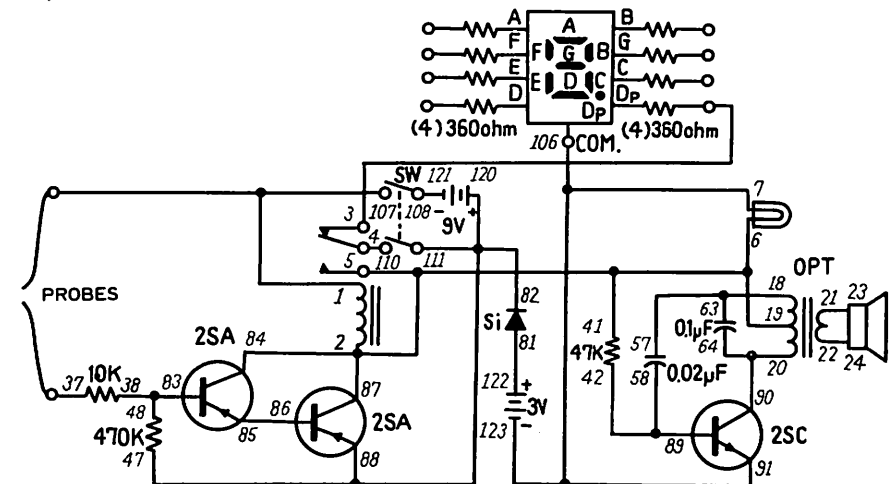 A A B
F F G B G
E E D C C
D DP DP
(4)360ohm 106 COM. (4)360ohm
SW 121 120
107 108 - + 9V
3
4 110 111
5
7
6
PROBES
1
2
82
Si
81
OPT
18 21 23
63 19
0.1µF
64 20 22 24
41
47K
42
57
58 0.02µF
2SA 84
37 10K 38 83
48
470K
47
85 86 87
2SA
88
122 +
3V
123 -
90
89 2SC
91